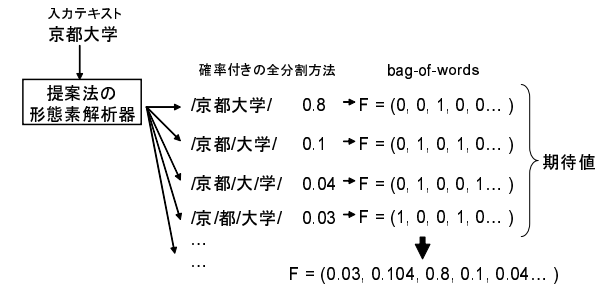 入力テキスト
京都大学
提案法の
形態素解析器
確率付きの全分割方法 bag-of-words
/京都大学/ 0.8 F = (0, 0, 1, 0, 0… )
/京都/大学/ 0.1 F = (0, 1, 0, 1, 0… )
/京都/大/学/ 0.04 F = (0, 1, 0, 0, 1… )
/京/都/大学/ 0.03 F = (1, 0, 0, 1, 0… )
…
…
期待値
F = (0.03, 0.104, 0.8, 0.1, 0.04… )